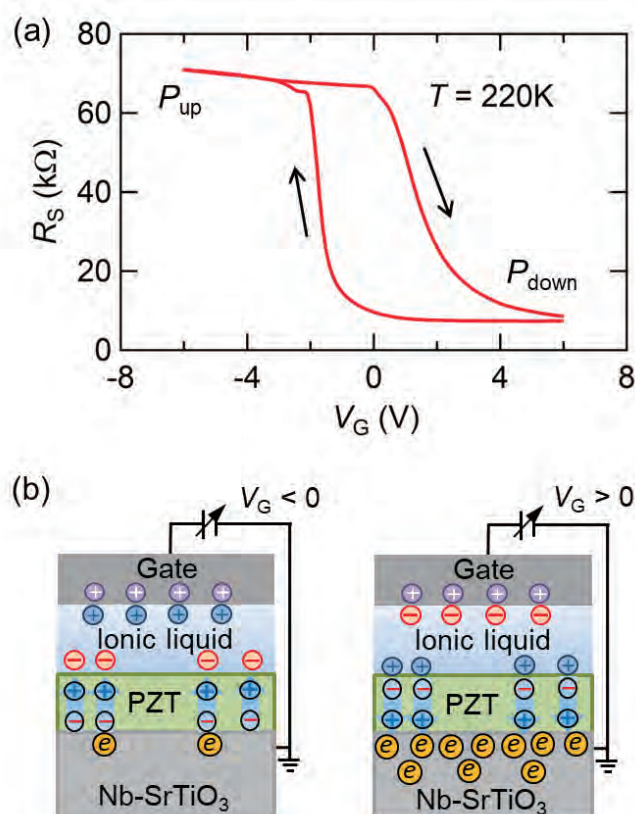 (a)
80
60
40
20
0
R_S (kΩ)
P_up
T = 220K
P_down
-8
-4
0
4
8
V_G (V)
(b)
V_G < 0
V_G > 0
Gate
+ + + +
+ + + +
Ionic liquid
− − − −
+ + + +
PZT
− − − −
e e
Nb-SrTiO₃
Gate
+ + + +
− − − −
Ionic liquid
+ + + +
− − − −
PZT
+ + + +
e e e e e e e
e e e
Nb-SrTiO₃